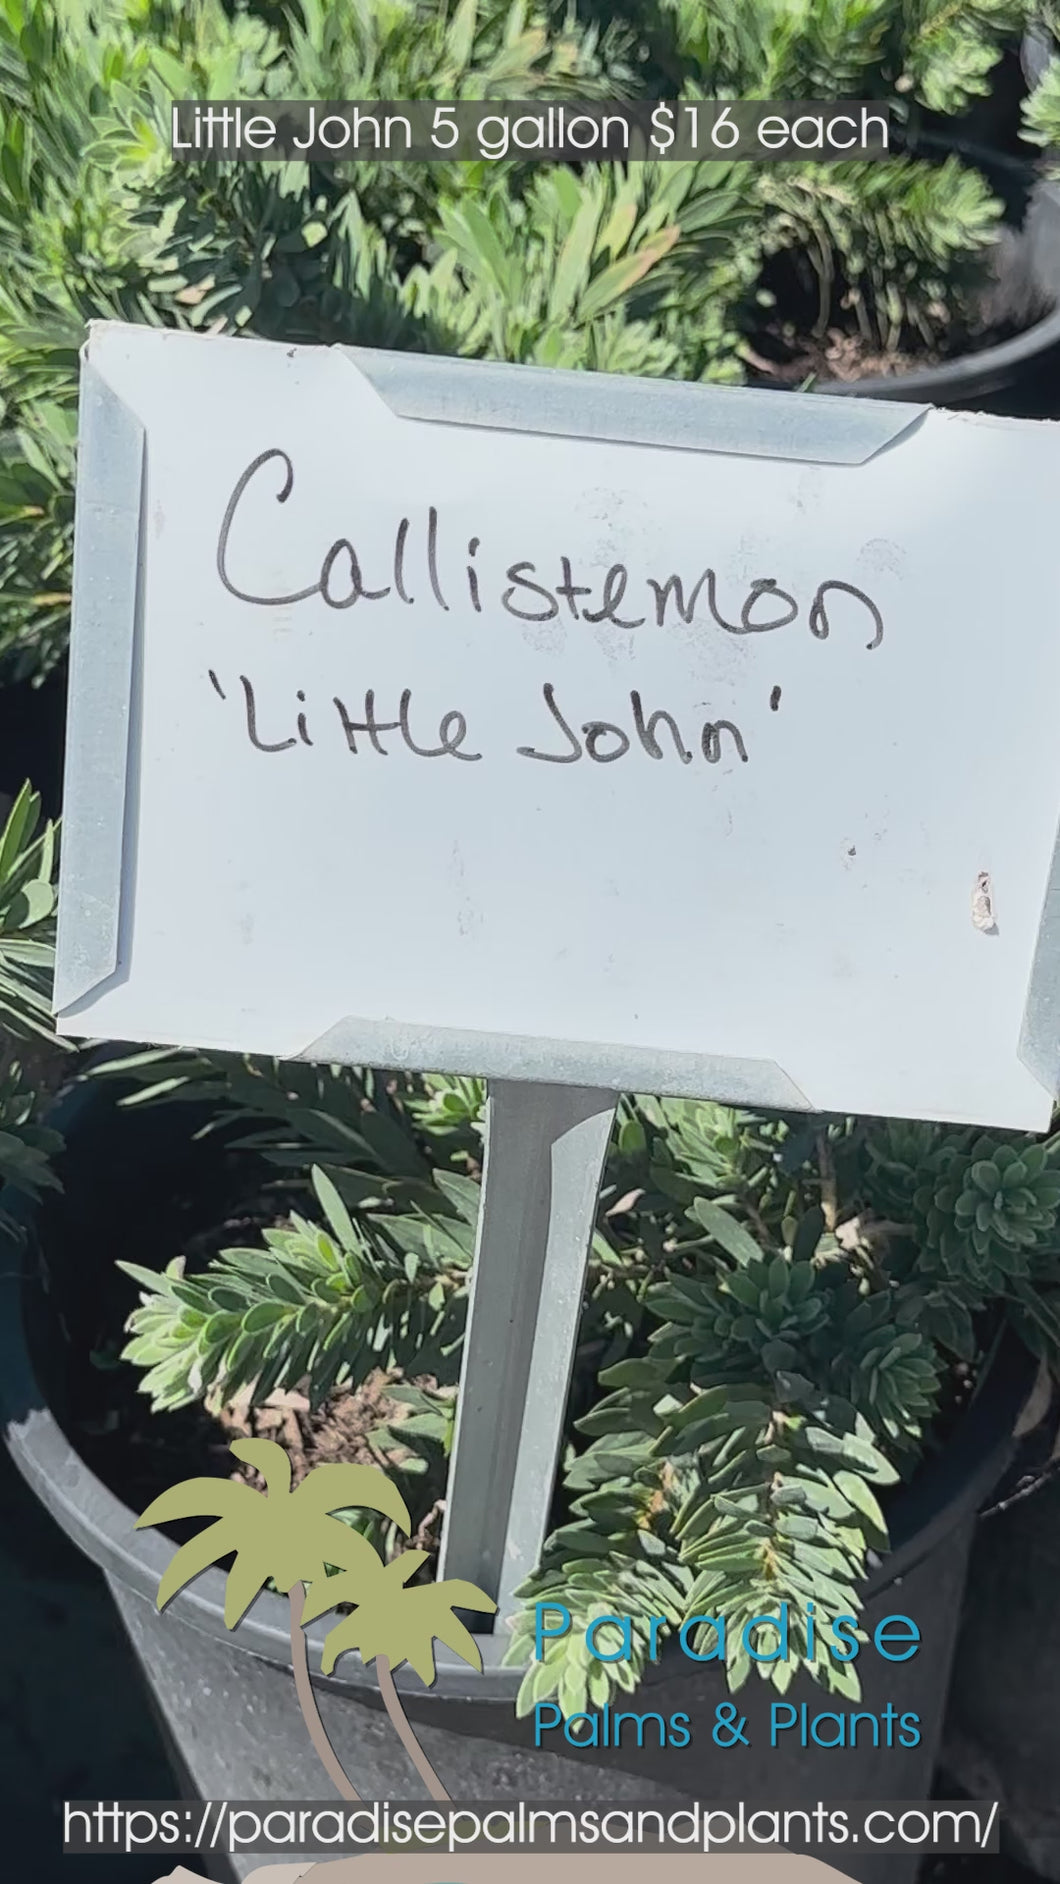 Little John 5 gallon $16 each
Callistemon
'Little John'
Paradise
Palms & Plants
https://paradisepalmsandplants.com/